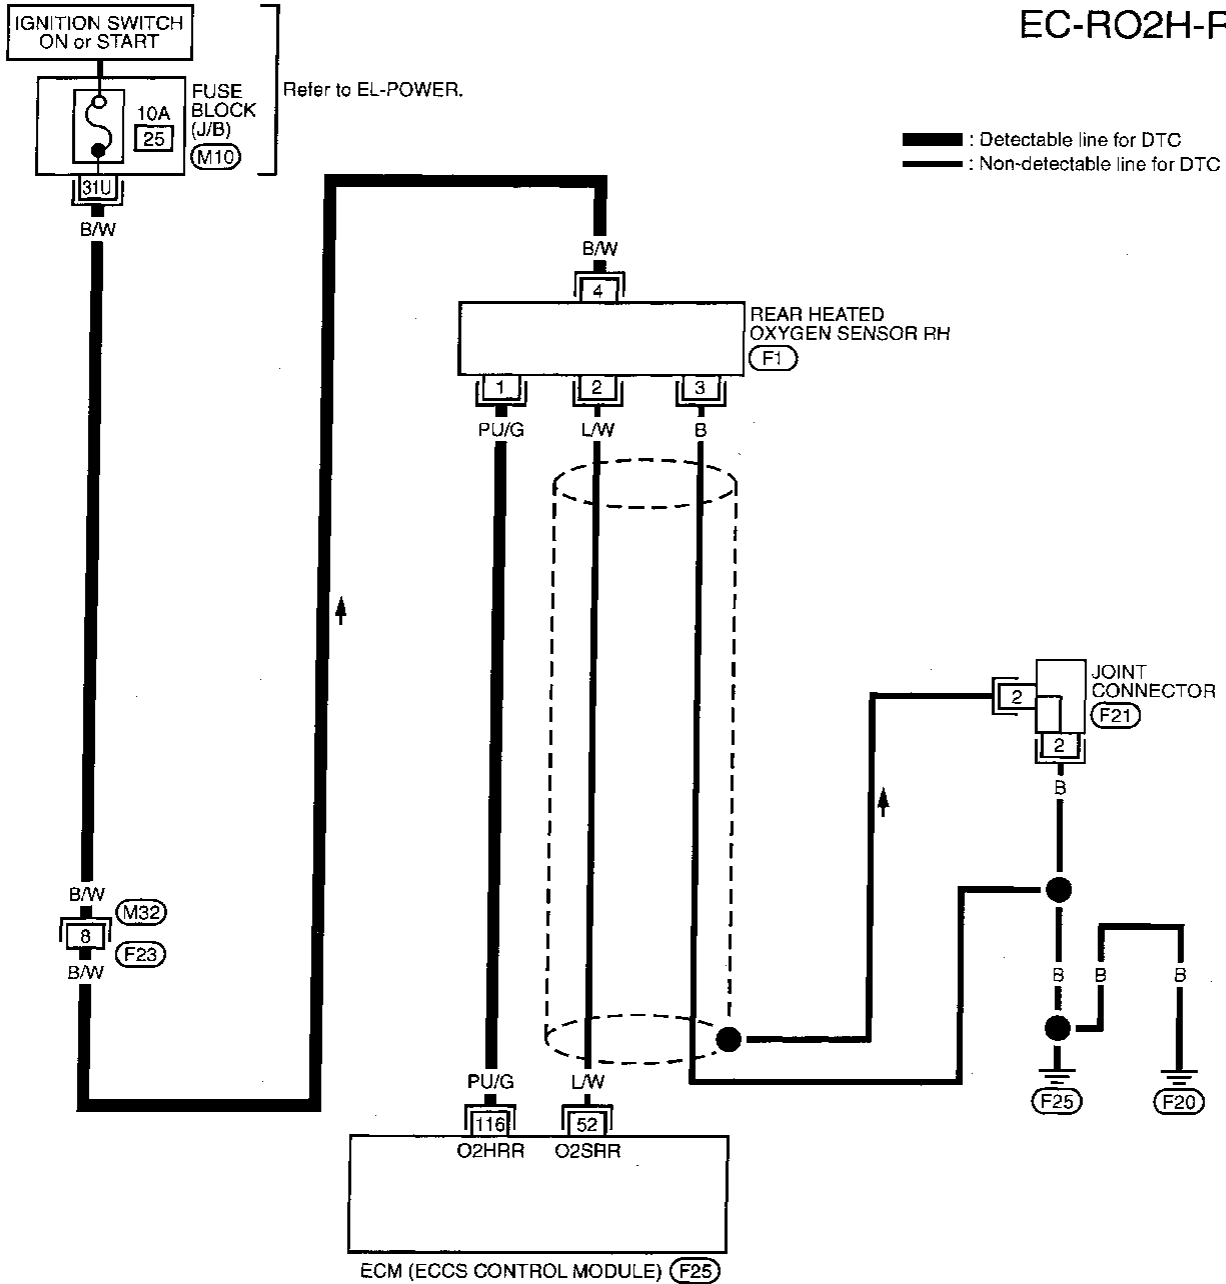 EC-RO2H-R
IGNITION SWITCH
ON or START
Refer to EL-POWER.
FUSE
BLOCK
(J/B)
M10
10A
25
31U
B/W
: Detectable line for DTC
: Non-detectable line for DTC
B/W
4
REAR HEATED
OXYGEN SENSOR RH
F1
1
2
3
PU/G
L/W
B
2
JOINT
CONNECTOR
F21
2
B
B/W
M32
8
F23
B/W
B
B
B
PU/G
L/W
F25
F20
116
52
O2HRR
O2SRR
ECM (ECCS CONTROL MODULE)
F25